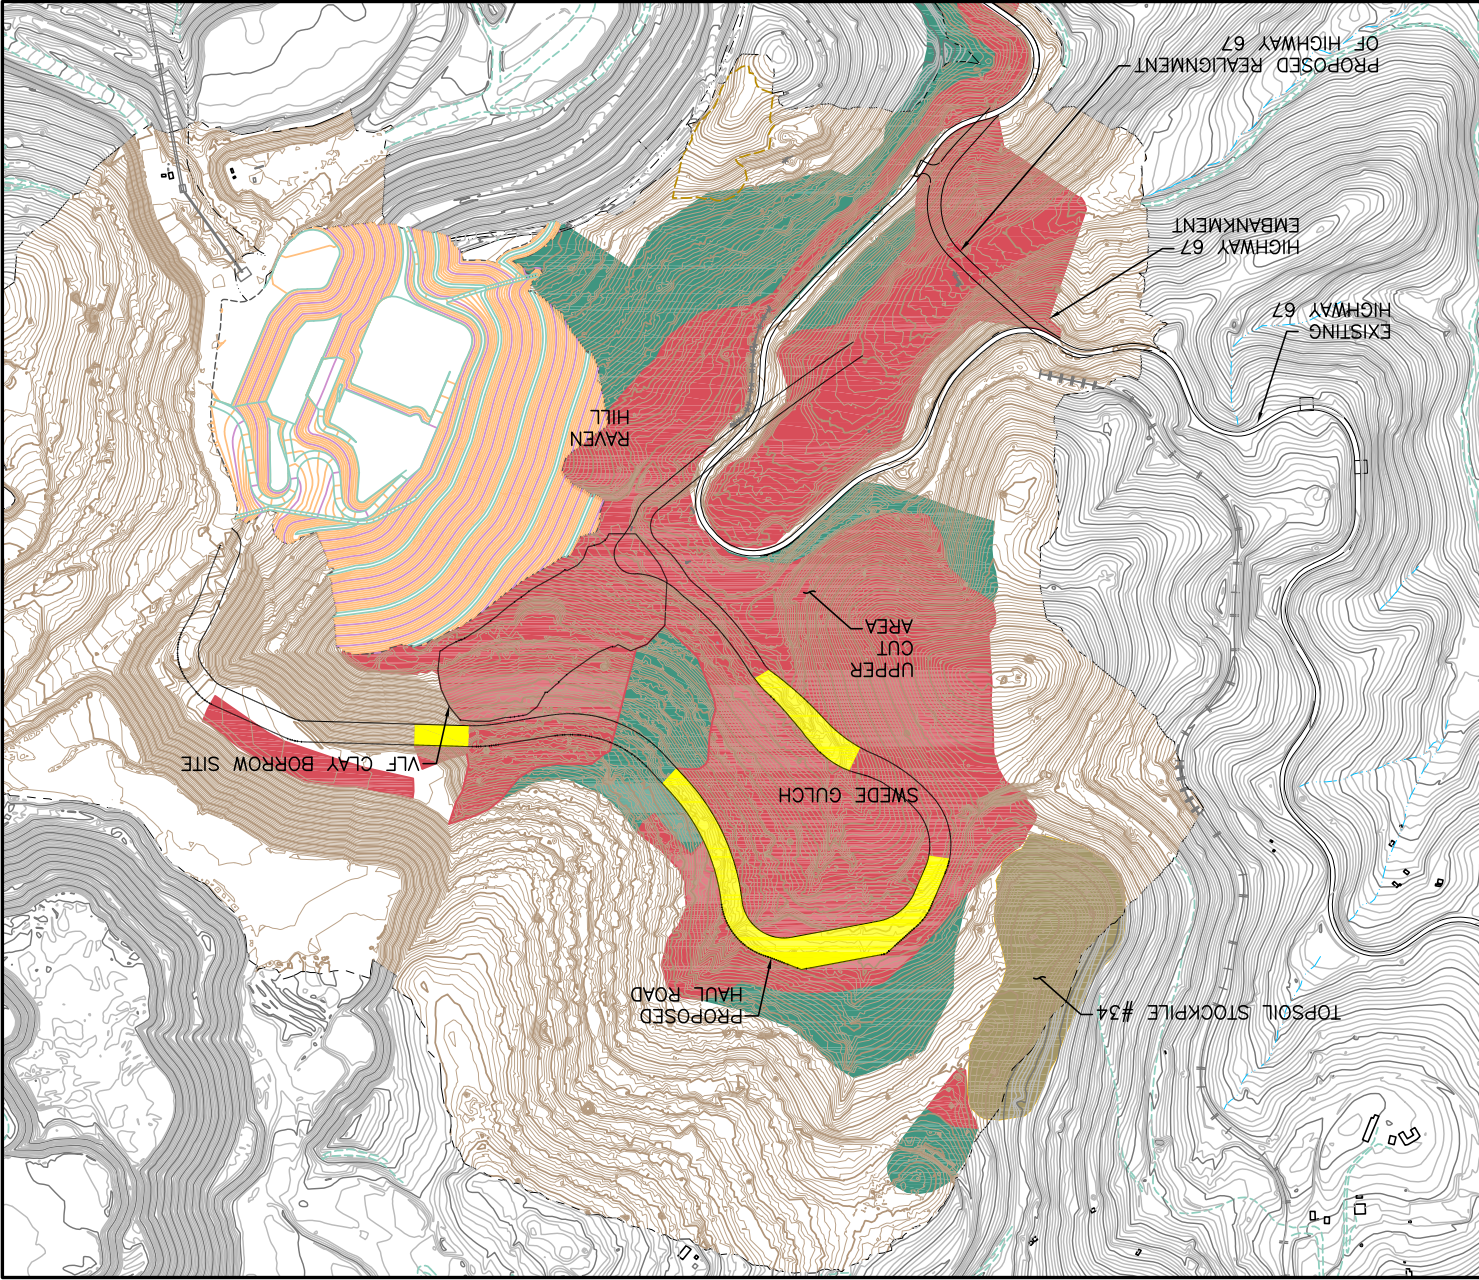 TOPSOIL STOCKPILE #34
PROPOSED
HAUL ROAD
SWEDE GULCH
VLF CLAY BORROW SITE
UPPER
CUT
AREA
RAVEN
HILL
EXISTING
HIGHWAY 67
HIGHWAY 67
EMBANKMENT
PROPOSED REALIGNMENT
OF HIGHWAY 67